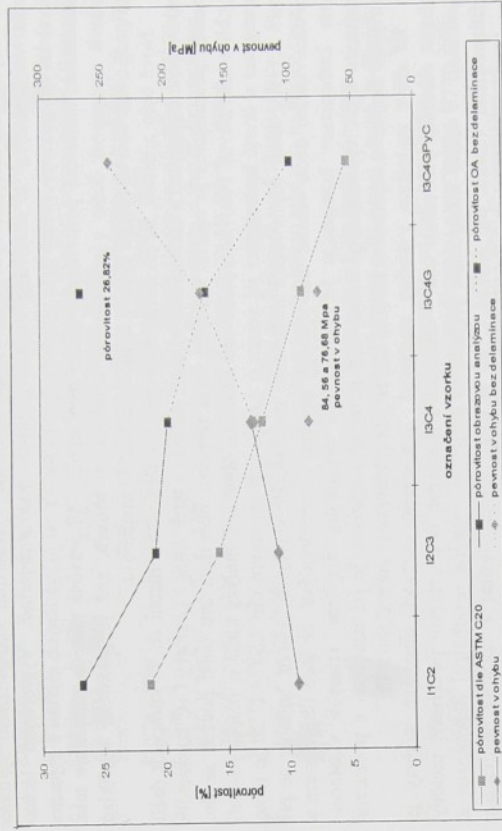 300
250
200
150
100
50
0
pevnost v ohybu [MPa]
30
25
20
15
10
5
0
pórovitost [%]
pórovitost 26,82%
84, 56 a 76,68 Mpa
pevnost v ohybu
I1C2
I2C3
I3C4
I3C4G
I3C4GPyC
označení vzorku
pórovitost dle ASTM C20
pórovitost obrazovou analýzou
pórovitost OA bez delaminace
pevnost v ohybu
pevnost v ohybu bez delaminace